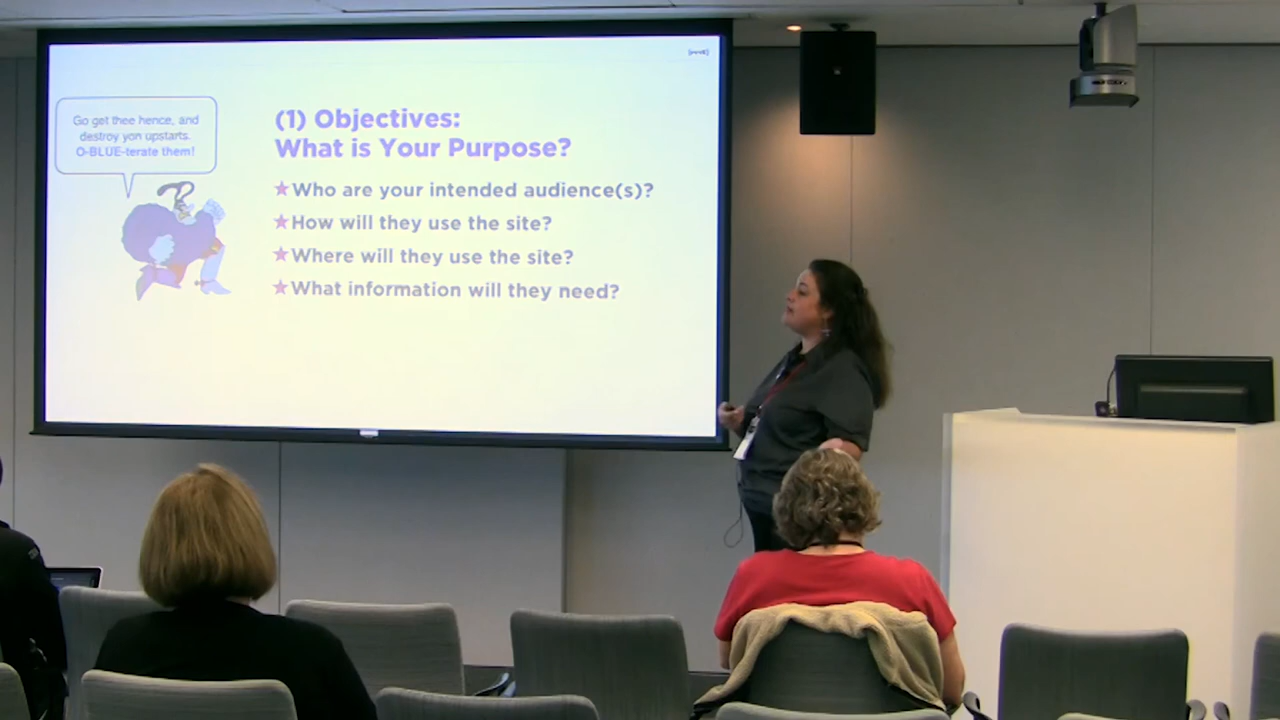 Go get thee hence, and
destroy yon upstarts.
O-BLUE-terate them!
(1) Objectives:
What is Your Purpose?
★Who are your intended audience(s)?
★How will they use the site?
★Where will they use the site?
★What information will they need?